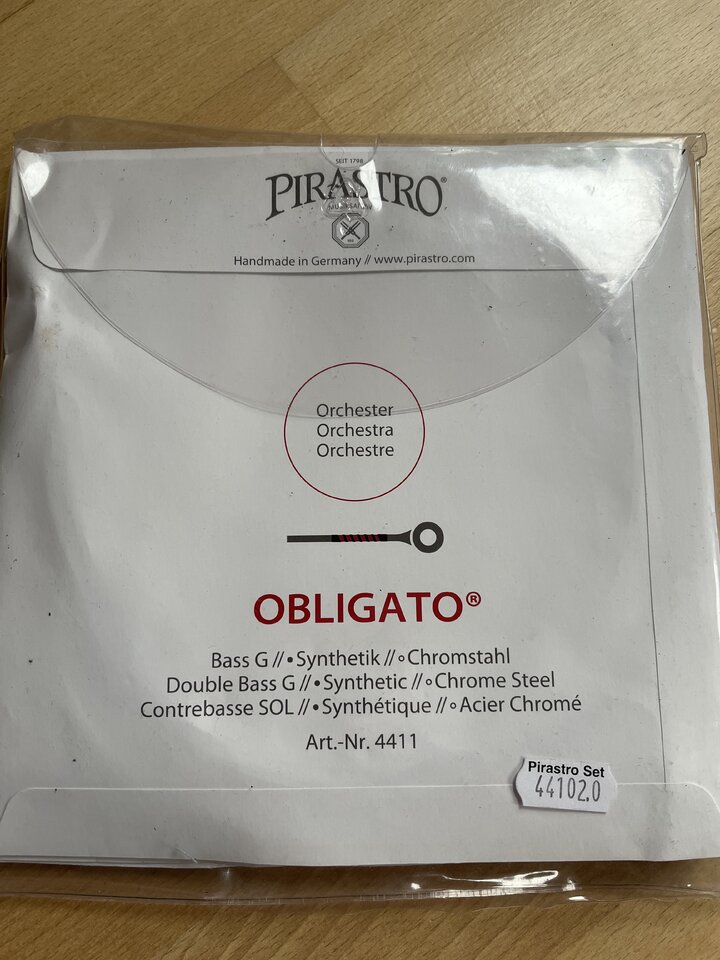 SEIT 1798
PIRASTRO®
Handmade in Germany // www.pirastro.com
Orchester
Orchestra
Orchestre
OBLIGATO®
Bass G // • Synthetik // ∘ Chromstahl
Double Bass G // • Synthetic // ∘ Chrome Steel
Contrebasse SOL // • Synthétique // ∘ Acier Chromé
Art.-Nr. 4411
Pirastro Set
44102.0